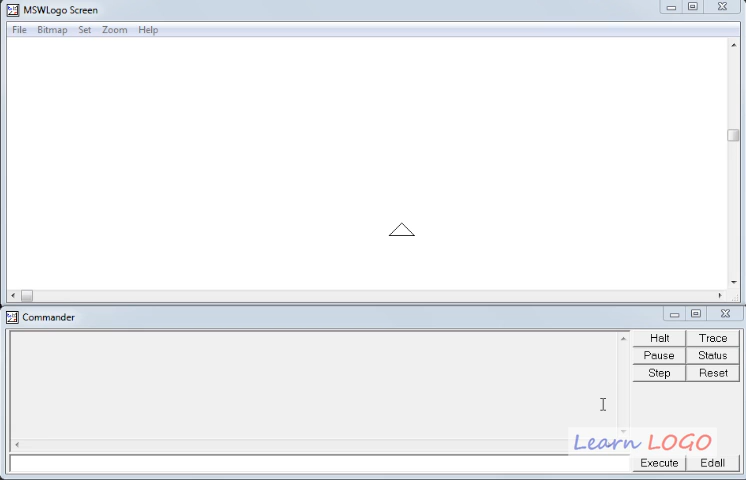 MSWLogo Screen
File Bitmap Set Zoom Help
Commander
Halt Trace
Pause Status
Step Reset
Learn LOGO
Execute Edall